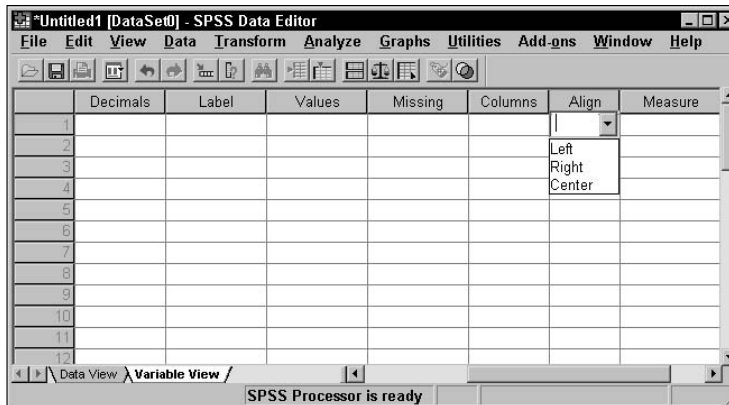 *Untitled1 [DataSet0] - SPSS Data Editor
File Edit View Data Transform Analyze Graphs Utilities Add-ons Window Help
Decimals Label Values Missing Columns Align Measure
1
2 Left
3 Right
4 Center
5
6
7
8
9
10
11
12
Data View Variable View
SPSS Processor is ready